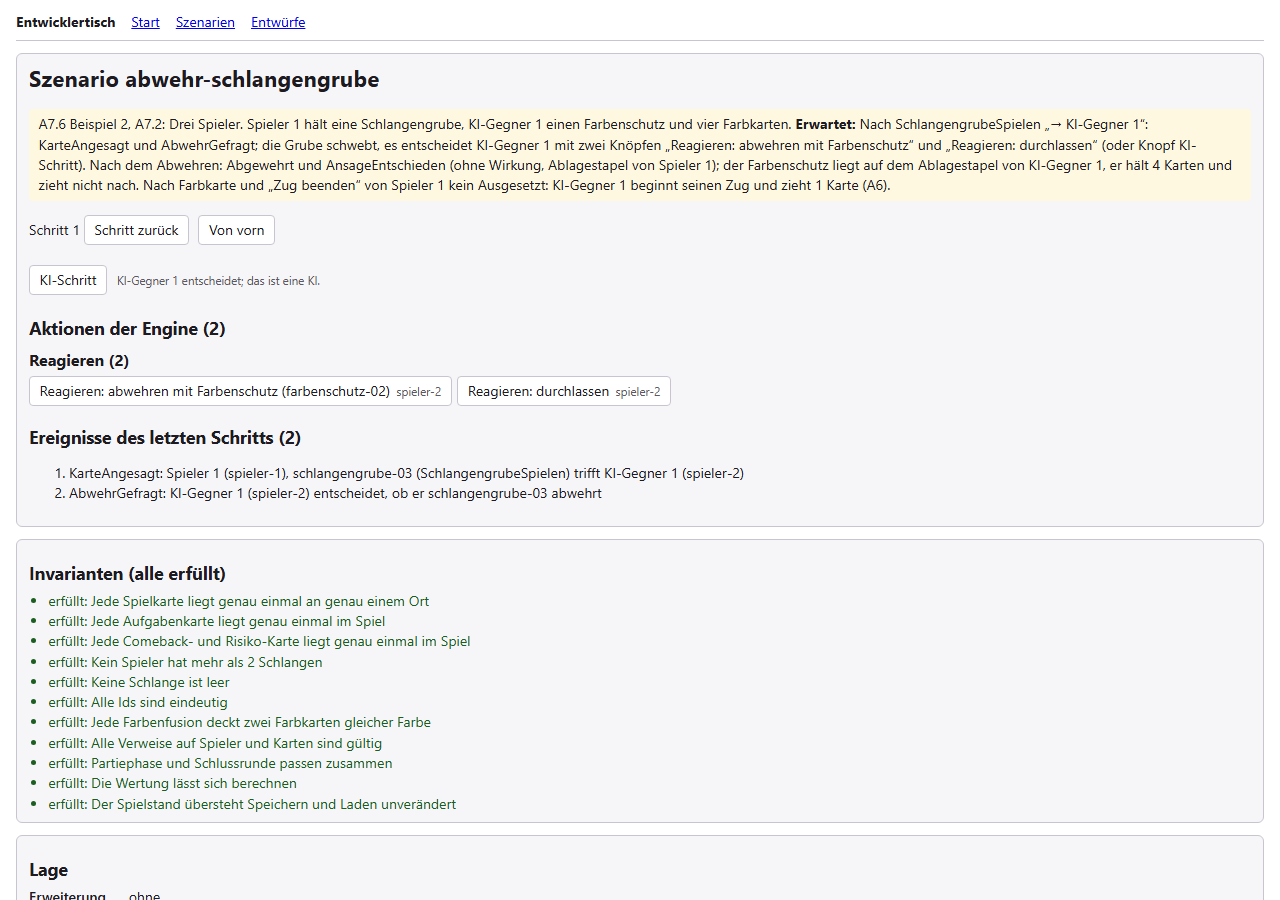 Entwicklertisch Start Szenarien Entwürfe
Szenario abwehr-schlangengrube
A7.6 Beispiel 2, A7.2: Drei Spieler. Spieler 1 hält eine Schlangengrube, KI-Gegner 1 einen Farbenschutz und vier Farbkarten. Erwartet: Nach SchlangengrubeSpielen „→ KI-Gegner 1“:
KarteAngesagt und AbwehrGefragt; die Grube schwebt, es entscheidet KI-Gegner 1 mit zwei Knöpfen „Reagieren: abwehren mit Farbenschutz“ und „Reagieren: durchlassen“ (oder Knopf KI-
Schritt). Nach dem Abwehren: Abgewehrt und AnsageEntschieden (ohne Wirkung, Ablagestapel von Spieler 1); der Farbenschutz liegt auf dem Ablagestapel von KI-Gegner 1, er hält 4 Karten und
zieht nicht nach. Nach Farbkarte und „Zug beenden“ von Spieler 1 kein Ausgesetzt: KI-Gegner 1 beginnt seinen Zug und zieht 1 Karte (A6).
Schritt 1 Schritt zurück Von vorn
KI-Schritt KI-Gegner 1 entscheidet; das ist eine KI.
Aktionen der Engine (2)
Reagieren (2)
Reagieren: abwehren mit Farbenschutz (farbenschutz-02) spieler-2 Reagieren: durchlassen spieler-2
Ereignisse des letzten Schritts (2)
1. KarteAngesagt: Spieler 1 (spieler-1), schlangengrube-03 (SchlangengrubeSpielen) trifft KI-Gegner 1 (spieler-2)
2. AbwehrGefragt: KI-Gegner 1 (spieler-2) entscheidet, ob er schlangengrube-03 abwehrt
Invarianten (alle erfüllt)
• erfüllt: Jede Spielkarte liegt genau einmal an genau einem Ort
• erfüllt: Jede Aufgabenkarte liegt genau einmal im Spiel
• erfüllt: Jede Comeback- und Risiko-Karte liegt genau einmal im Spiel
• erfüllt: Kein Spieler hat mehr als 2 Schlangen
• erfüllt: Keine Schlange ist leer
• erfüllt: Alle Ids sind eindeutig
• erfüllt: Jede Farbenfusion deckt zwei Farbkarten gleicher Farbe
• erfüllt: Alle Verweise auf Spieler und Karten sind gültig
• erfüllt: Partiephase und Schlussrunde passen zusammen
• erfüllt: Die Wertung lässt sich berechnen
• erfüllt: Der Spielstand übersteht Speichern und Laden unverändert
Lage
Erweiterung ohne